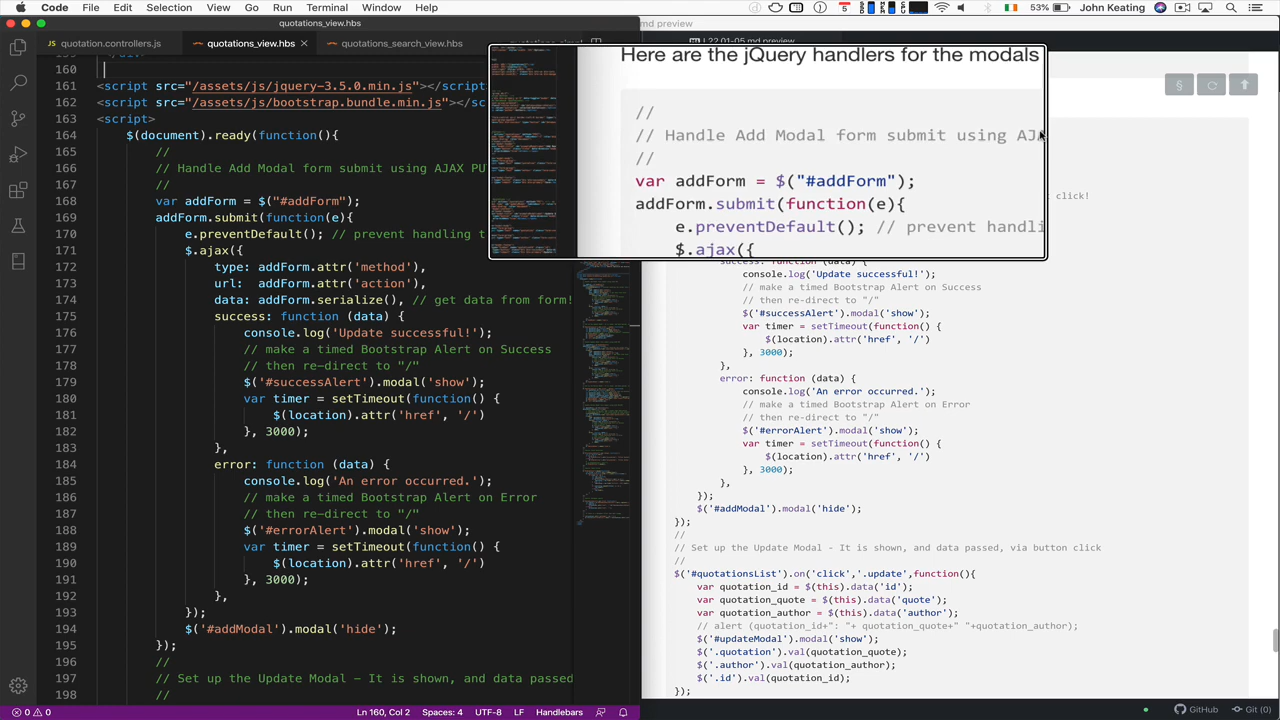 Code File Edit Selection View Go Run Terminal Window Help
53% John Keating
quotations_view.hbs
md preview
quotation.controllers.js
quotations_view.hbs
quotations_search_view.hbs
L22.01-05 md preview
160
161 <script src="/assets/js/jquery-3.5.0.min.js"></script>
<script src="/assets/js/bootstrap.bundle.min.js"></s
<script>
164 $(document).ready(function(){
165
166 // Handle Add Modal form submit using AJAX PU
167 //
168 var addForm = $("#addForm");
169 addForm.submit(function(e){
170 e.preventDefault(); // prevent handling t
171 $.ajax({
172 type: addForm.attr('method'),
173 url: addForm.attr('action'),
174 data: addForm.serialize(), // get data from form!
175 success: function (data) {
176 console.log('Update successful!');
177 // make a timed Bootstrap Alert on Success
178 // then re-direct to "/"
179 $('#successAlert').modal('show');
180 var timer = setTimeout(function() {
181 $(location).attr('href', '/')
182 }, 3000);
183 },
184 error: function (data) {
185 console.log('An error ocurred.');
186 // make a timed Bootstrap Alert on Error
187 // then re-direct to "/"
188 $('#errorAlert').modal('show');
189 var timer = setTimeout(function() {
190 $(location).attr('href', '/')
191 }, 3000);
192 },
193 });
194 $('#addModal').modal('hide');
195 });
196 //
197 // Set up the Update Modal – It is shown, and data passed
198 //
Here are the jQuery handlers for the modals
//
// Handle Add Modal form submit using AJA
//
var addForm = $("#addForm");
addForm.submit(function(e){
e.preventDefault(); // prevent handli
$.ajax({
click!
success: function (data) {
console.log('Update successful!');
// make a timed Bootstrap Alert on Success
// then re-direct to "/"
$('#successAlert').modal('show');
var timer = setTimeout(function() {
$(location).attr('href', '/')
}, 3000);
},
error: function (data) {
console.log('An error occurred.');
// make a timed Bootstrap Alert on Error
// then re-direct to "/"
$('#errorAlert').modal('show');
var timer = setTimeout(function() {
$(location).attr('href', '/')
}, 3000);
},
});
$('#addModal').modal('hide');
});
//
// Set up the Update Modal - It is shown, and data passed, via button click
//
$('#quotationsList').on('click','.update',function(){
var quotation_id = $(this).data('id');
var quotation_quote = $(this).data('quote');
var quotation_author = $(this).data('author');
// alert (quotation_id+": "+ quotation_quote+" "+quotation_author);
$('#updateModal').modal('show');
$('.quotation').val(quotation_quote);
$('.author').val(quotation_author);
$('.id').val(quotation_id);
});
0 0 Ln 160, Col 2 Spaces: 4 UTF-8 LF Handlebars
GitHub Git (0)